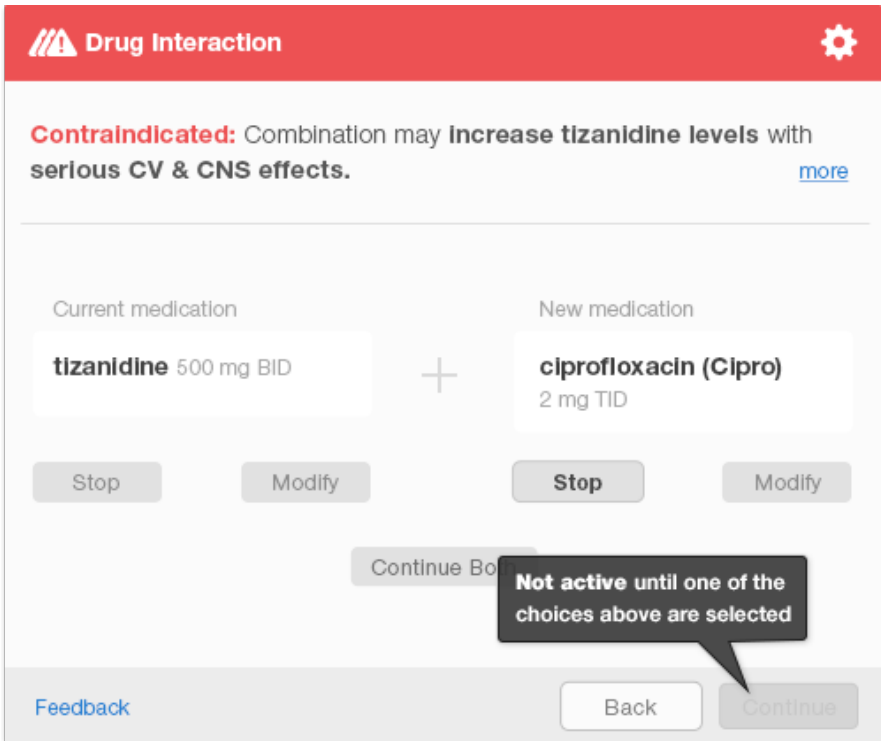 Drug Interaction
Contraindicated: Combination may increase tizanidine levels with
serious CV & CNS effects.
more
Current medication
New medication
tizanidine 500 mg BID
ciprofloxacin (Cipro)
2 mg TID
Stop
Modify
Stop
Modify
Continue Both
Not active until one of the
choices above are selected
Feedback
Back
Continue